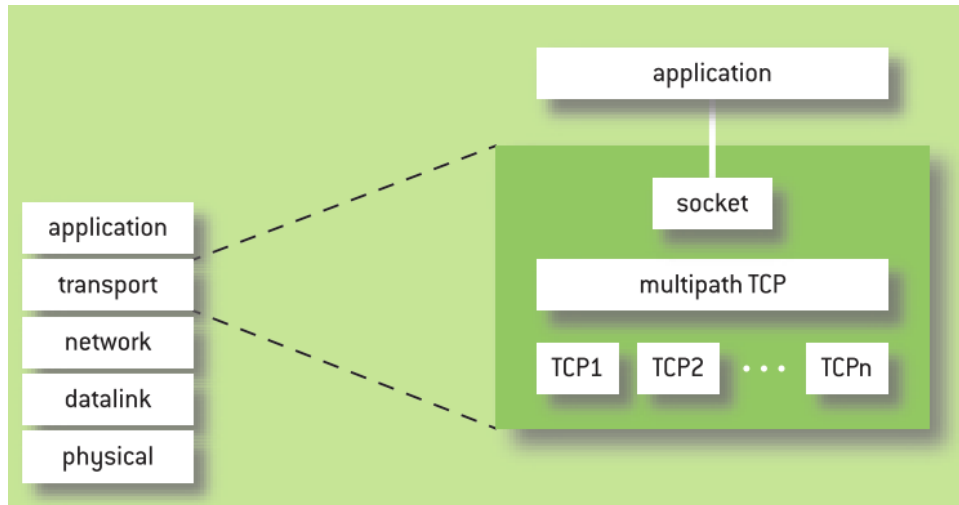 application
transport
network
datalink
physical
application
socket
multipath TCP
TCP1 TCP2 ... TCPn